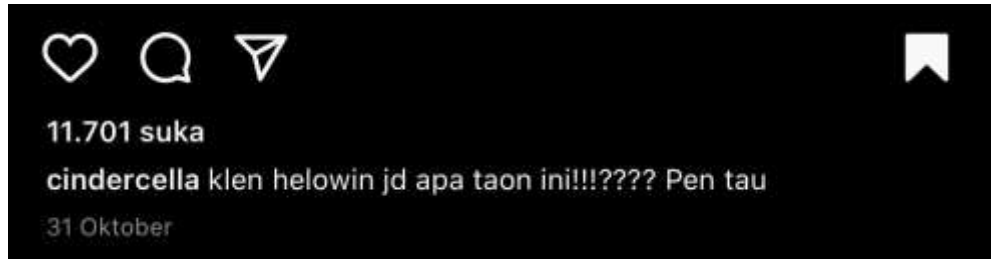 11.701 suka
cindercella klen helowin jd apa taon ini!!!???? Pen tau
31 Oktober